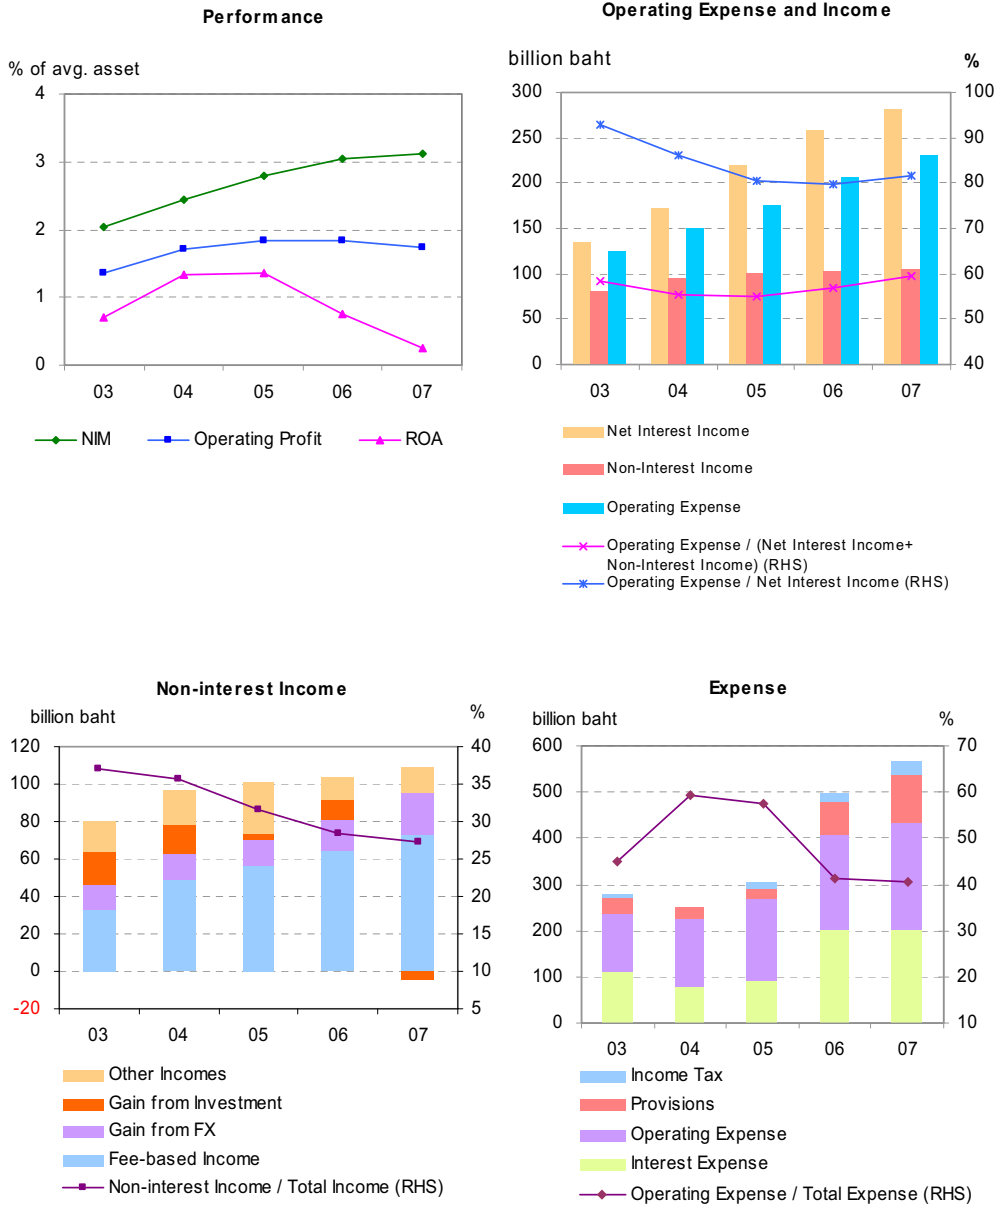 Performance
% of avg. asset
4
3
2
1
0
03 04 05 06 07
NIM Operating Profit ROA
Operating Expense and Income
billion baht %
300 100
250 90
200 80
150 70
100 60
50 50
0 40
03 04 05 06 07
Net Interest Income
Non-Interest Income
Operating Expense
Operating Expense / (Net Interest Income+
Non-Interest Income) (RHS)
Operating Expense / Net Interest Income (RHS)
Non-interest Income
billion baht %
120 40
100 35
80 30
60 25
40 20
20 15
0 10
-20 5
03 04 05 06 07
Other Incomes
Gain from Investment
Gain from FX
Fee-based Income
Non-interest Income / Total Income (RHS)
Expense
billion baht %
600 70
500 60
400 50
300 40
200 30
100 20
0 10
03 04 05 06 07
Income Tax
Provisions
Operating Expense
Interest Expense
Operating Expense / Total Expense (RHS)